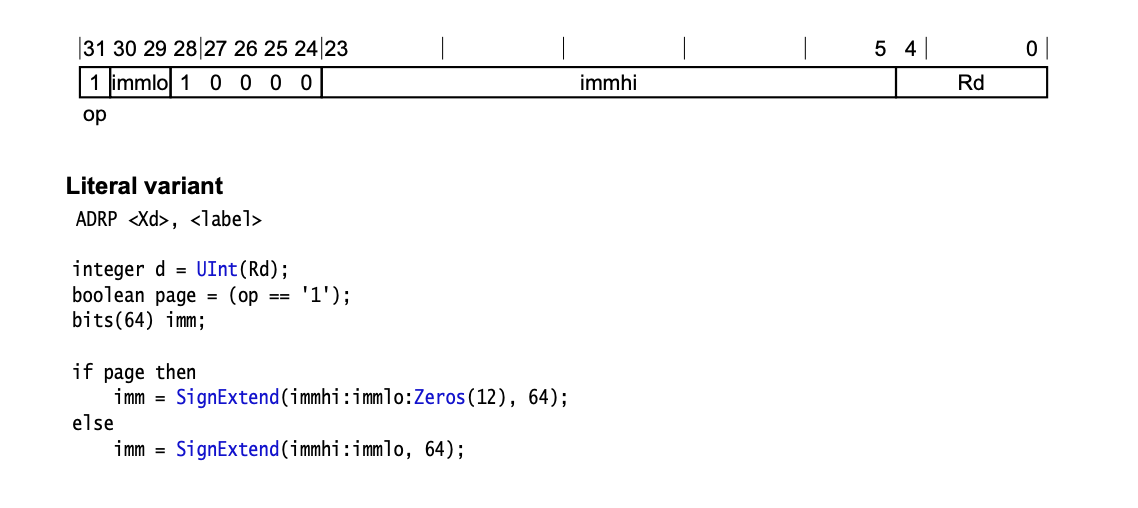 31 30 29 28 27 26 25 24 23 5 4 0
1 immlo 1 0 0 0 0 immhi Rd
op
Literal variant
ADRP <Xd>, <label>
integer d = UInt(Rd);
boolean page = (op == '1');
bits(64) imm;
if page then
imm = SignExtend(immhi:immlo:Zeros(12), 64);
else
imm = SignExtend(immhi:immlo, 64);